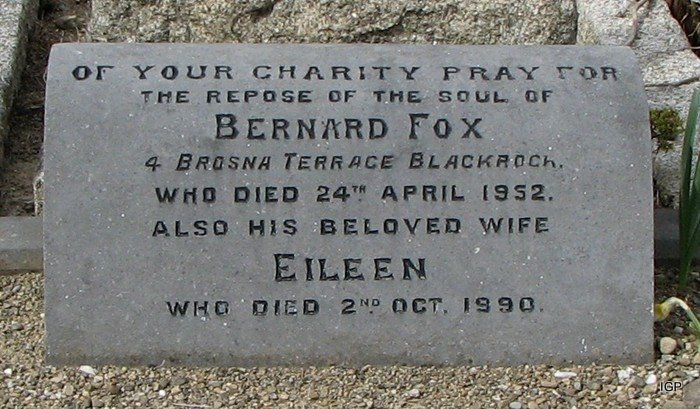 OF YOUR CHARITY PRAY FOR
THE REPOSE OF THE SOUL OF
BERNARD FOX
4 BROSNA TERRACE BLACKROCK.
WHO DIED 24TH APRIL 1952.
ALSO HIS BELOVED WIFE
EILEEN
WHO DIED 2ND OCT. 1990.
IGP